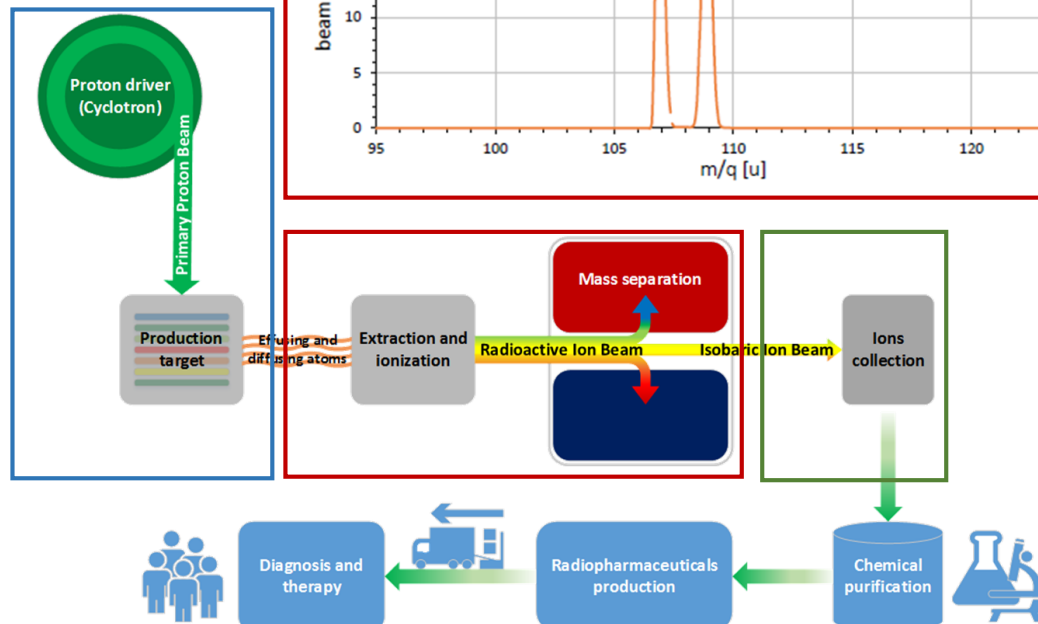 beam
10
5
0
95 100 105 110 115 120
m/q [u]
Proton driver
(Cyclotron)
Primary Proton Beam
Production
target
Effusing and
diffusing atoms
Extraction and
ionization
Radioactive Ion Beam
Mass separation
Isobaric Ion Beam
Ions
collection
Diagnosis and
therapy
Radiopharmaceuticals
production
Chemical
purification